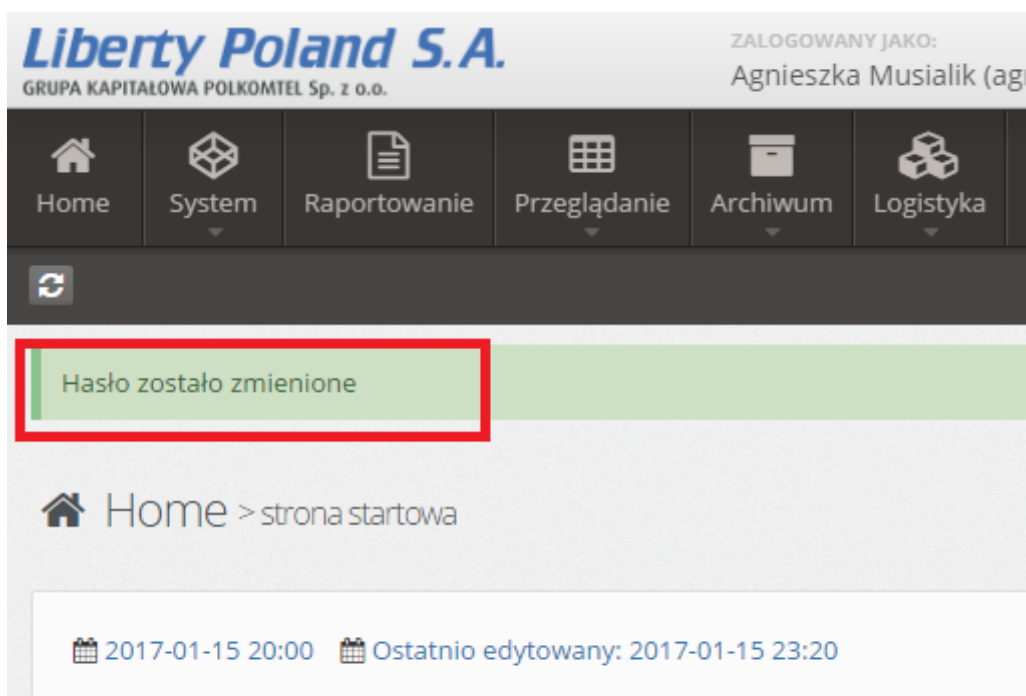 Liberty Poland S.A.
GRUPA KAPITAŁOWA POLKOMTEL Sp. z o.o.
ZALOGOWANY JAKO:
Agnieszka Musialik
Home
System
Raportowanie
Przeglądanie
Archiwum
Logistyka
Hasło zostało zmienione
Home > strona startowa
2017-01-15 20:00 Ostatnio edytowany: 2017-01-15 23:20